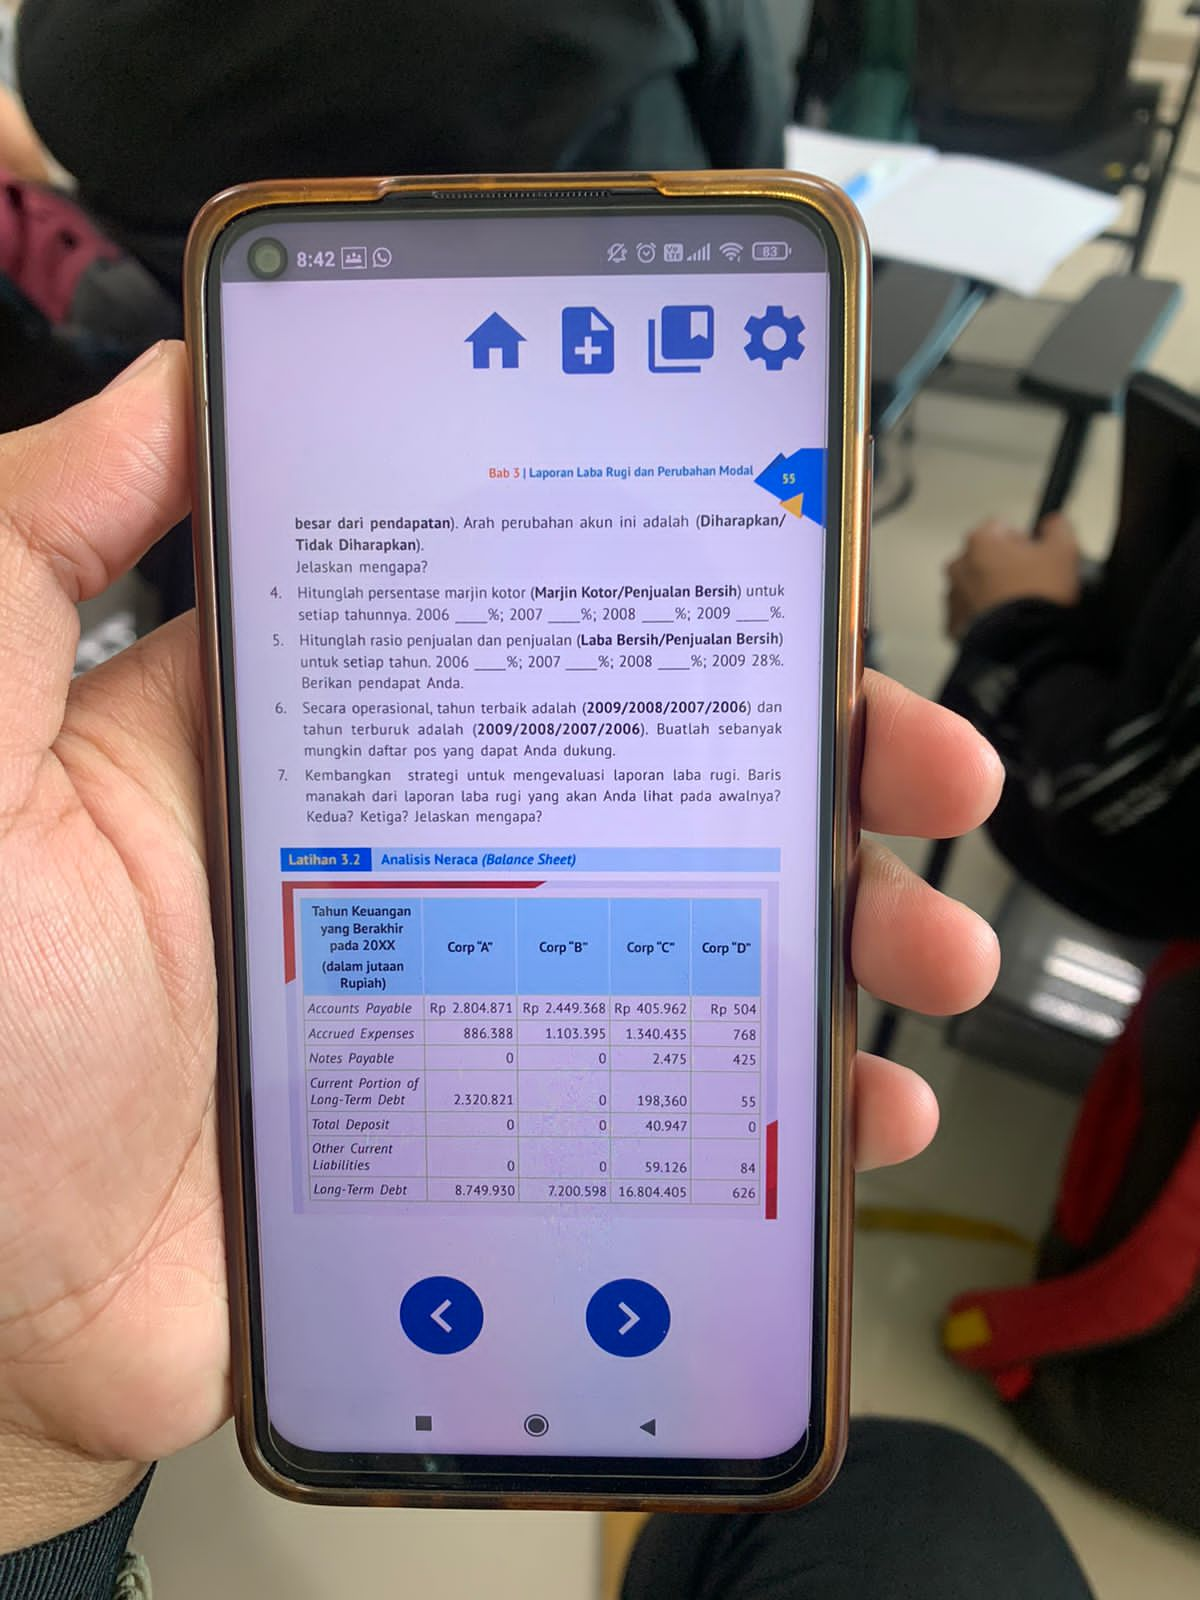 8:42
83
Bab 3 | Laporan Laba Rugi dan Perubahan Modal
55
besar dari pendapatan). Arah perubahan akun ini adalah (Diharapkan/
Tidak Diharapkan).
Jelaskan mengapa?
4. Hitunglah persentase marjin kotor (Marjin Kotor/Penjualan Bersih) untuk
setiap tahunnya. 2006 ____%; 2007 ____%; 2008 ____%; 2009 ____%.
5. Hitunglah rasio penjualan dan penjualan (Laba Bersih/Penjualan Bersih)
untuk setiap tahun. 2006 ____%; 2007 ____%; 2008 ____%; 2009 28%.
Berikan pendapat Anda.
6. Secara operasional, tahun terbaik adalah (2009/2008/2007/2006) dan
tahun terburuk adalah (2009/2008/2007/2006). Buatlah sebanyak
mungkin daftar pos yang dapat Anda dukung.
7. Kembangkan strategi untuk mengevaluasi laporan laba rugi. Baris
manakah dari laporan laba rugi yang akan Anda lihat pada awalnya?
Kedua? Ketiga? Jelaskan mengapa?
Latihan 3.2 Analisis Neraca (Balance Sheet)
Tahun Keuangan
yang Berakhir
pada 20XX
(dalam jutaan
Rupiah)
Corp "A" Corp "B" Corp "C" Corp "D"
Accounts Payable Rp 2.804.871 Rp 2.449.368 Rp 405.962 Rp 504
Accrued Expenses 886.388 1.103.395 1.340.435 768
Notes Payable 0 0 2.475 425
Current Portion of
Long-Term Debt 2.320.821 0 198,360 55
Total Deposit 0 0 40.947 0
Other Current
Liabilities 0 0 59.126 84
Long-Term Debt 8.749.930 7.200.598 16.804.405 626